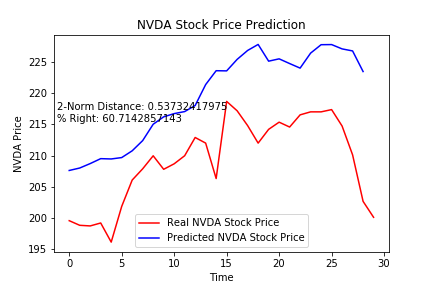 NVDA Stock Price Prediction
225
220
215
210
205
200
195
NVDA Price
2-Norm Distance: 0.53732417975
% Right: 60.7142857143
Real NVDA Stock Price
Predicted NVDA Stock Price
0 5 10 15 20 25 30
Time